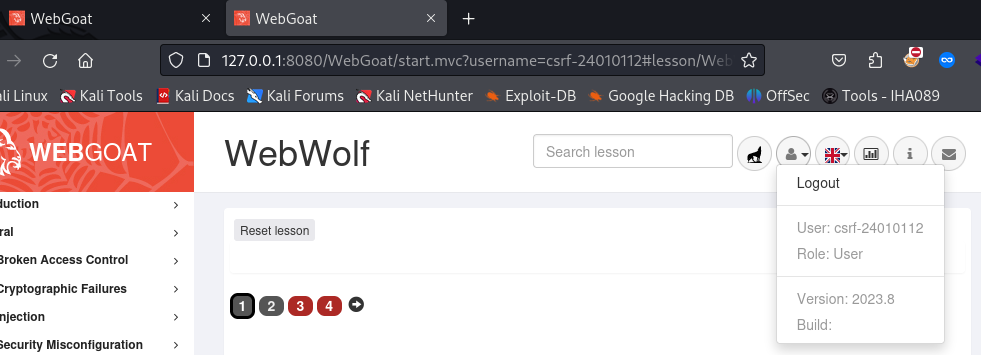 WebGoat
WebGoat
127.0.0.1:8080/WebGoat/start.mvc?username=csrf-24010112#lesson/Web
ali Linux Kali Tools Kali Docs Kali Forums Kali NetHunter Exploit-DB Google Hacking DB OffSec Tools - IHA089
WEBGOAT
WebWolf
Search lesson
Logout
User: csrf-24010112
Role: User
Version: 2023.8
Build:
duction
ral
Broken Access Control
Cryptographic Failures
njection
Security Misconfiguration
Reset lesson
1 2 3 4